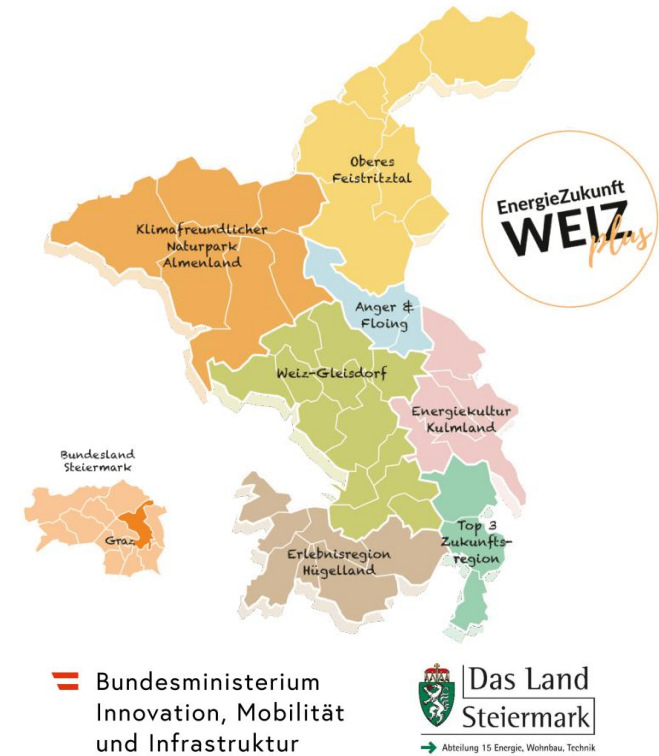 Oberes
Feistritztal
EnergieZukunft
WEIZ
plus
Klimafreundlicher
Naturpark
Almenland
Anger &
Floing
Weiz-Gleisdorf
Energiekultur
Kulmland
Bundesland
Steiermark
Graz
Top 3
Zukunfts-
region
Erlebnisregion
Hügelland
Bundesministerium
Innovation, Mobilität
und Infrastruktur
Das Land
Steiermark
Abteilung 15 Energie, Wohnbau, Technik